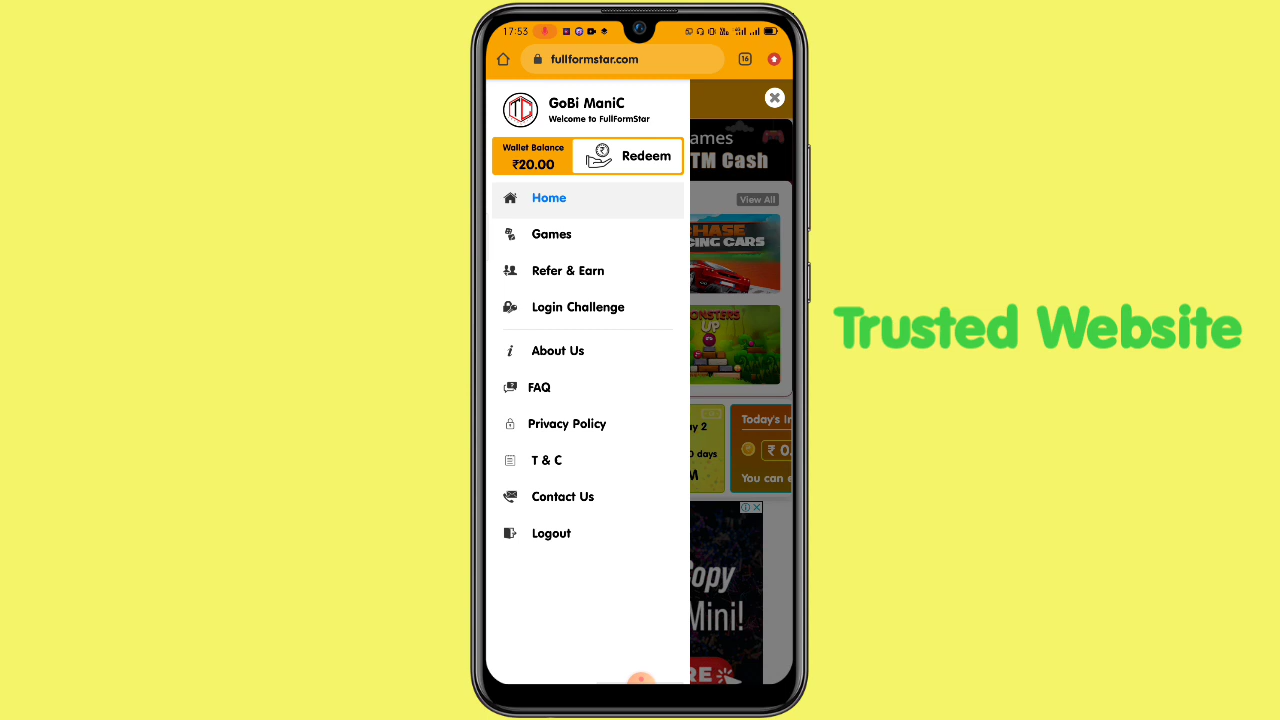 17:53
fullformstar.com
16
GoBi ManiC
Welcome to FullFormStar
Wallet Balance
₹20.00
Redeem
ames
TM Cash
Home
View All
Games
HASE
CING CARS
Refer & Earn
Login Challenge
ONSTERS
UP
About Us
FAQ
Privacy Policy
T & C
Contact Us
Logout
ay 2
0 days
M
Today's In
₹ 0.
You can e
opy
Mini!
RE
Trusted Website